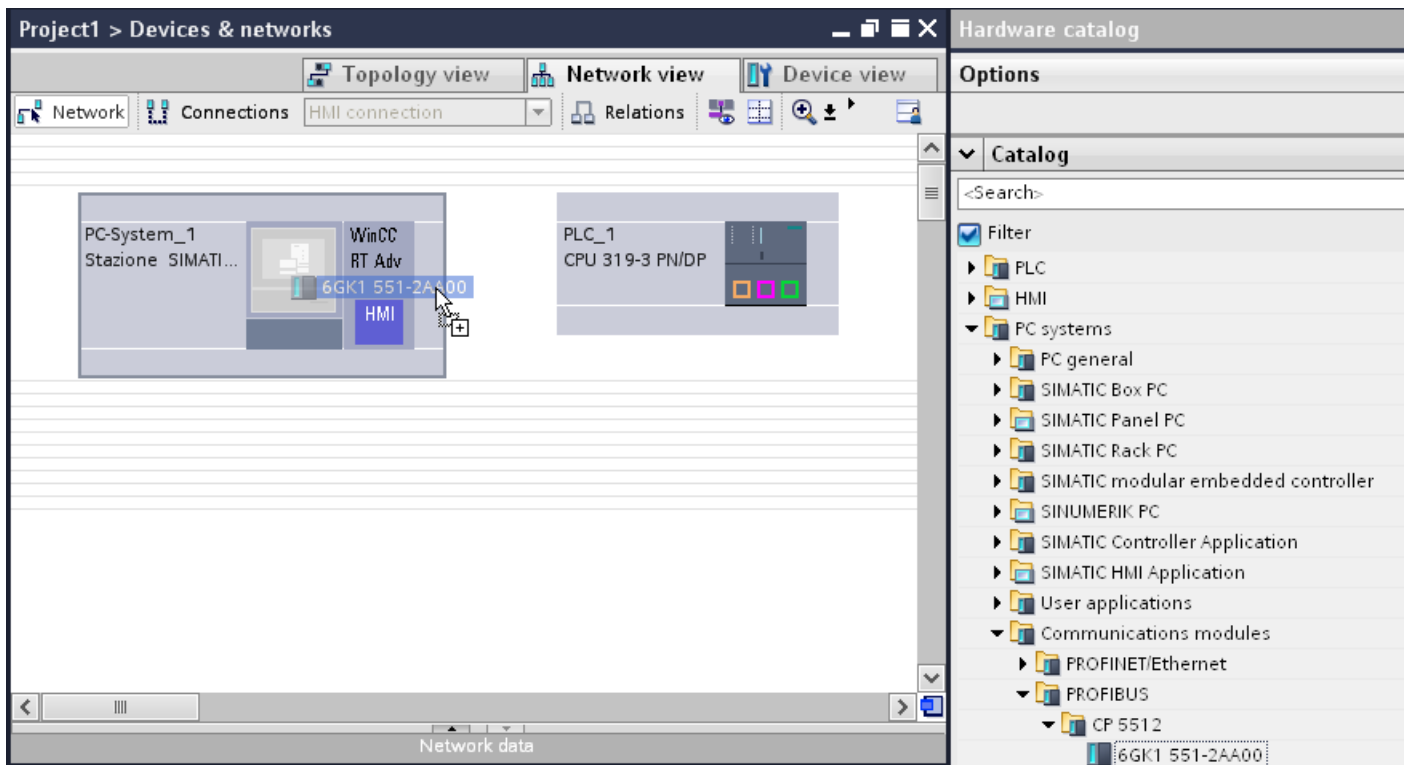 Project1 > Devices & networks
Hardware catalog
Topology view
Network view
Device view
Options
Network
Connections
HMI connection
Relations
Catalog
<Search>
Filter
PC-System_1
Stazione SIMATI...
WinCC
RT Adv
HMI
6GK1 551-2AA00
PLC_1
CPU 319-3 PN/DP
PLC
HMI
PC systems
PC general
SIMATIC Box PC
SIMATIC Panel PC
SIMATIC Rack PC
SIMATIC modular embedded controller
SINUMERIK PC
SIMATIC Controller Application
SIMATIC HMI Application
User applications
Communications modules
PROFINET/Ethernet
PROFIBUS
CP 5512
6GK1 551-2AA00
Network data